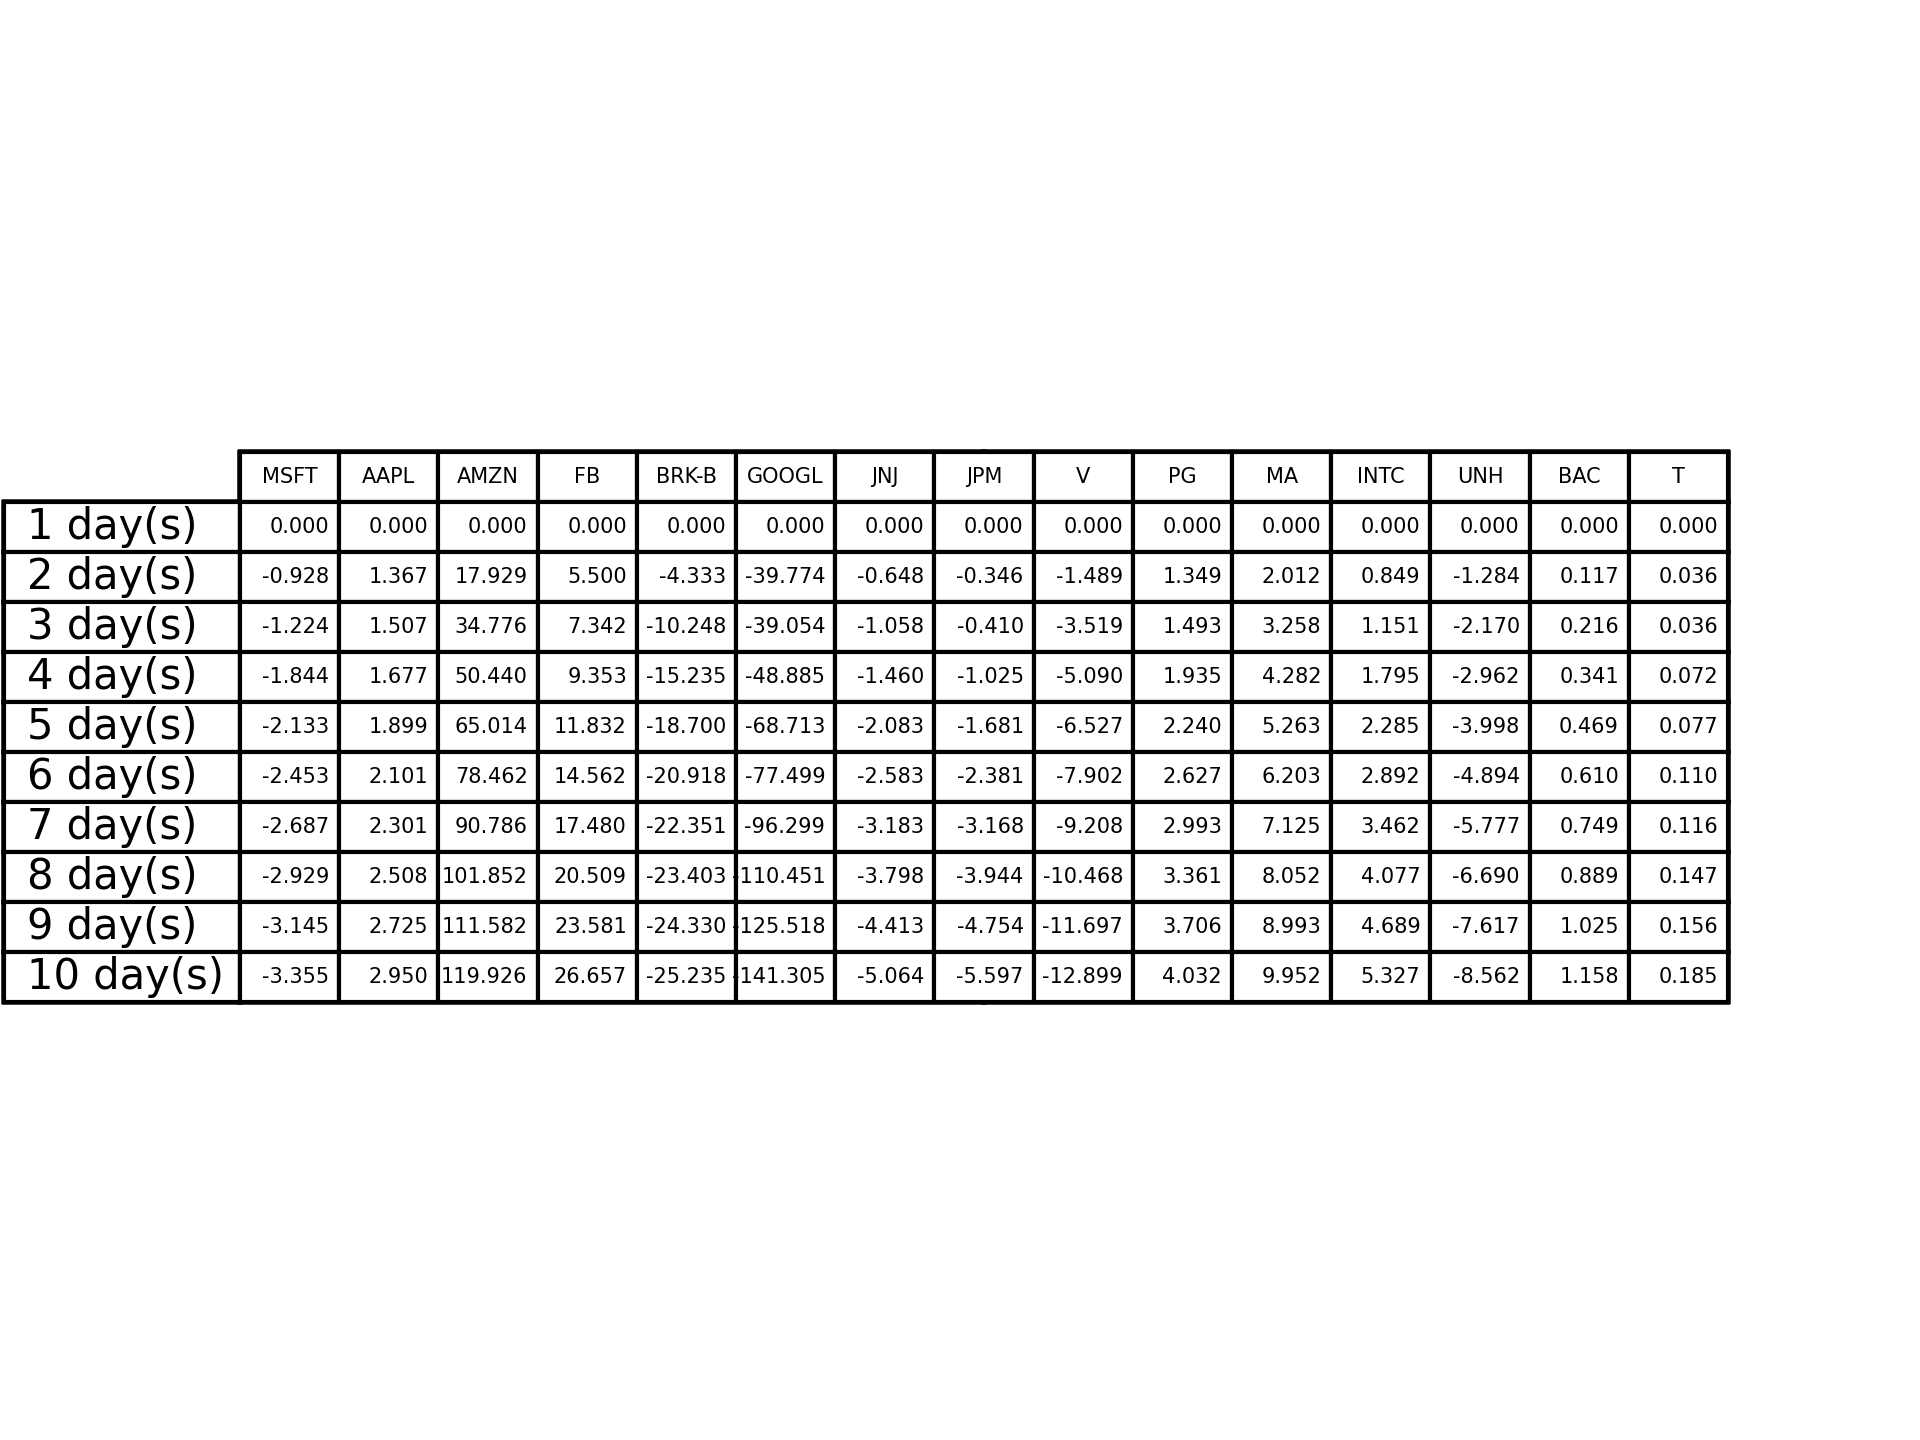 MSFT AAPL AMZN FB BRK-B GOOGL JNJ JPM V PG MA INTC UNH BAC T
1 day(s) 0.000 0.000 0.000 0.000 0.000 0.000 0.000 0.000 0.000 0.000 0.000 0.000 0.000 0.000 0.000
2 day(s) -0.928 1.367 17.929 5.500 -4.333 -39.774 -0.648 -0.346 -1.489 1.349 2.012 0.849 -1.284 0.117 0.036
3 day(s) -1.224 1.507 34.776 7.342 -10.248 -39.054 -1.058 -0.410 -3.519 1.493 3.258 1.151 -2.170 0.216 0.036
4 day(s) -1.844 1.677 50.440 9.353 -15.235 -48.885 -1.460 -1.025 -5.090 1.935 4.282 1.795 -2.962 0.341 0.072
5 day(s) -2.133 1.899 65.014 11.832 -18.700 -68.713 -2.083 -1.681 -6.527 2.240 5.263 2.285 -3.998 0.469 0.077
6 day(s) -2.453 2.101 78.462 14.562 -20.918 -77.499 -2.583 -2.381 -7.902 2.627 6.203 2.892 -4.894 0.610 0.110
7 day(s) -2.687 2.301 90.786 17.480 -22.351 -96.299 -3.183 -3.168 -9.208 2.993 7.125 3.462 -5.777 0.749 0.116
8 day(s) -2.929 2.508 101.852 20.509 -23.403 -110.451 -3.798 -3.944 -10.468 3.361 8.052 4.077 -6.690 0.889 0.147
9 day(s) -3.145 2.725 111.582 23.581 -24.330 -125.518 -4.413 -4.754 -11.697 3.706 8.993 4.689 -7.617 1.025 0.156
10 day(s) -3.355 2.950 119.926 26.657 -25.235 -141.305 -5.064 -5.597 -12.899 4.032 9.952 5.327 -8.562 1.158 0.185